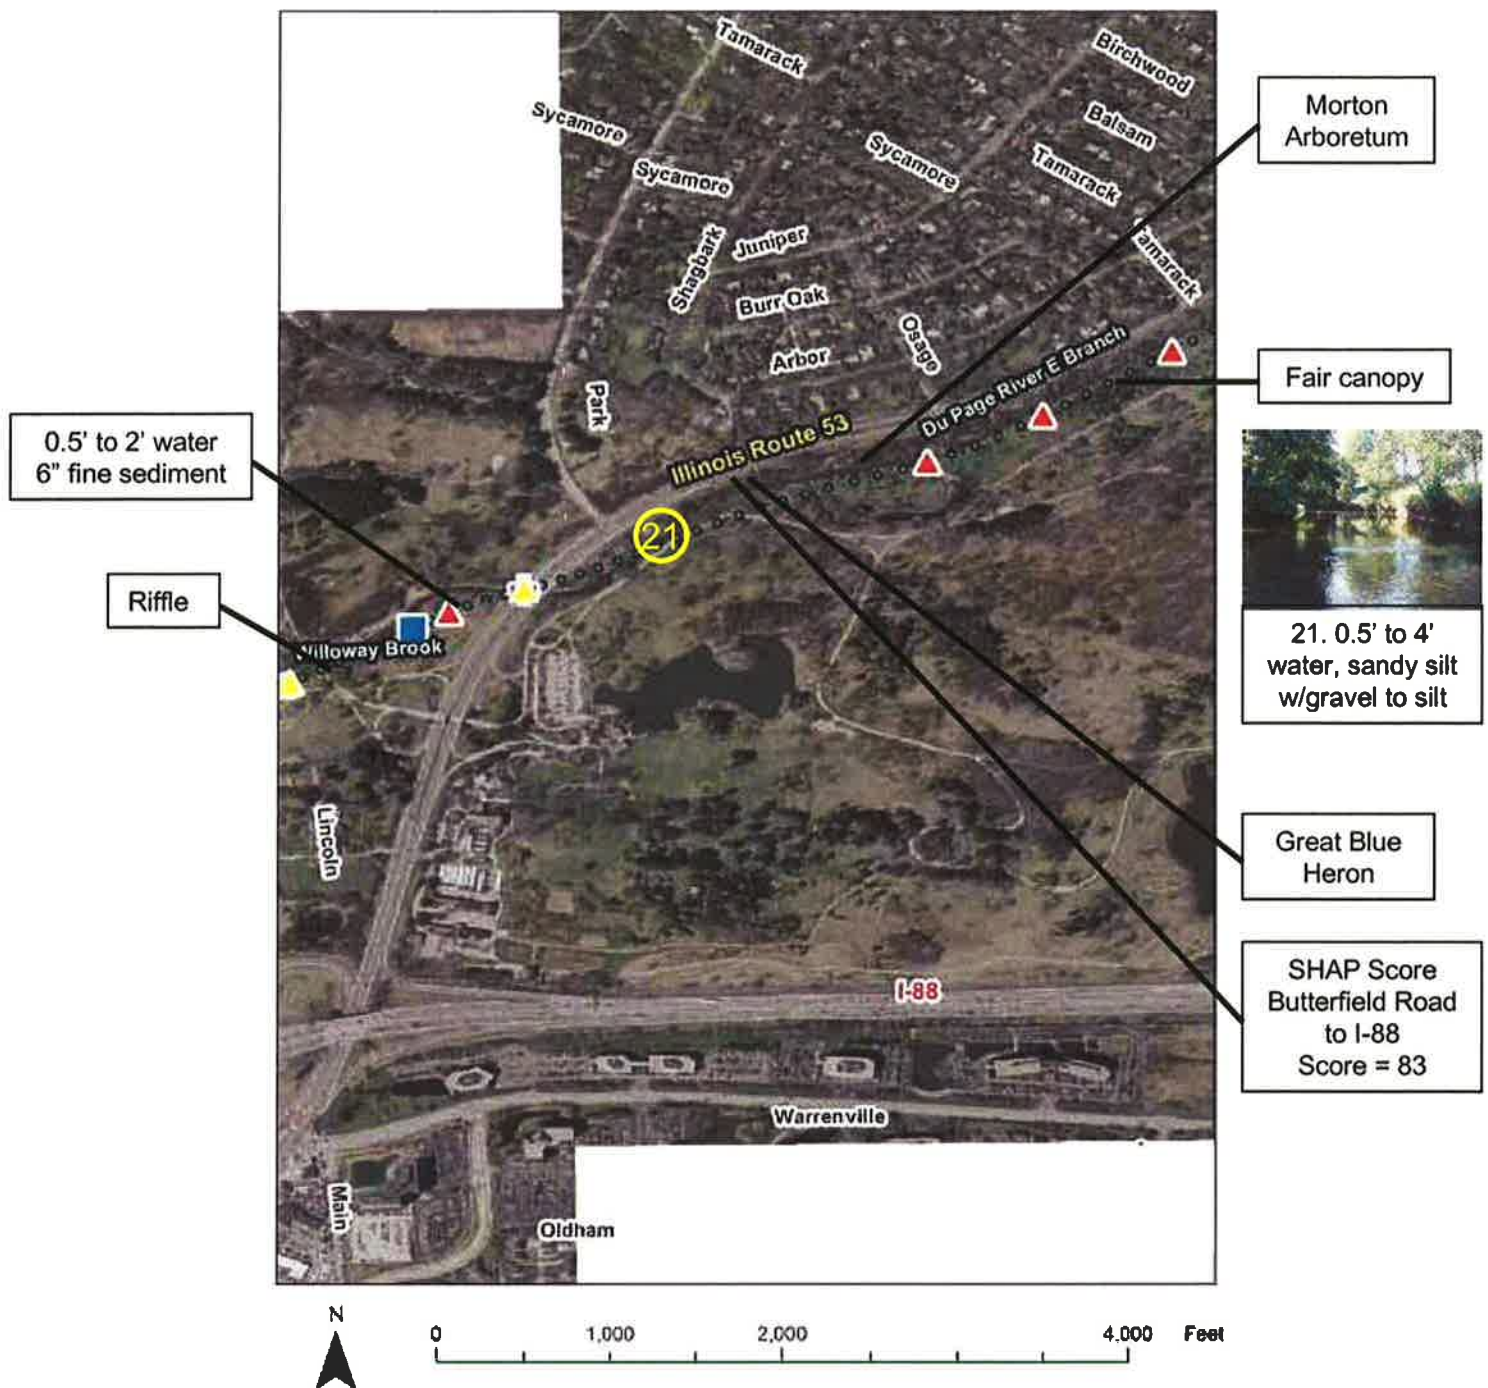 Tamarack
Birchwood
Balsam
Sycamore
Sycamore
Sycamore
Tamarack
Tamarack
Juniper
Shagbark
Burr Oak
Arbor
Osage
Du Page River E Branch
Park
Illinois Route 53
21
Willoway Brook
Lincoln
I-88
Warrenville
Main
Oldham
Morton
Arboretum
Fair canopy
0.5' to 2' water
6" fine sediment
Riffle
21. 0.5' to 4'
water, sandy silt
w/gravel to silt
Great Blue
Heron
SHAP Score
Butterfield Road
to I-88
Score = 83
N
0 1,000 2,000 4,000 Feet